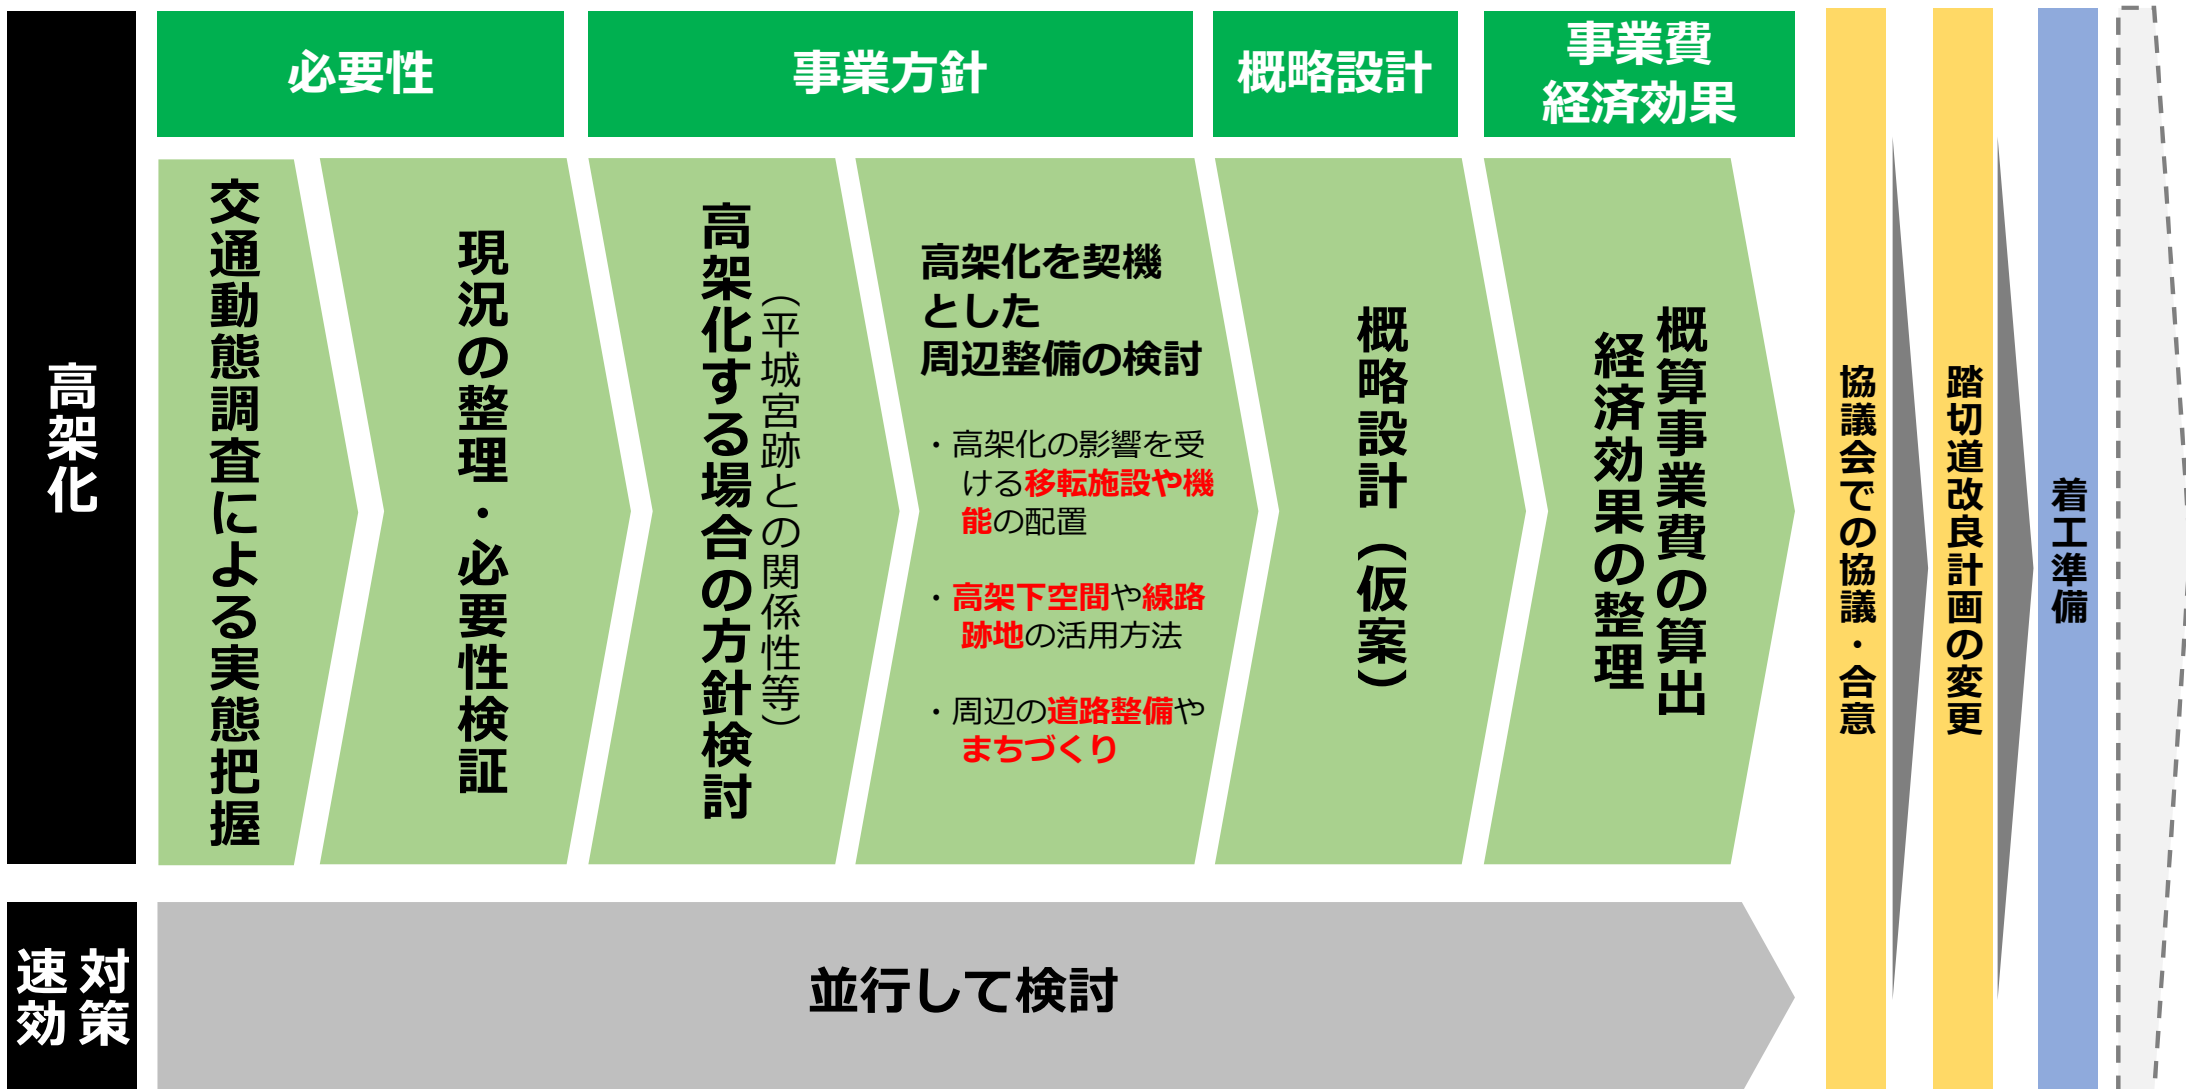 必要性
事業方針
概略設計
事業費
経済効果
高架化
交通動態調査による実態把握
現況の整理・必要性検証
高架化する場合の方針検討
（平城宮跡との関係性等）
高架化を契機
とした
周辺整備の検討
・高架化の影響を受
ける移転施設や機
能の配置
・高架下空間や線路
跡地の活用方法
・周辺の道路整備や
まちづくり
概略設計（仮案）
概算事業費の算出
経済効果の整理
協議会での協議・合意
踏切道改良計画の変更
着工準備
速効
対策
並行して検討